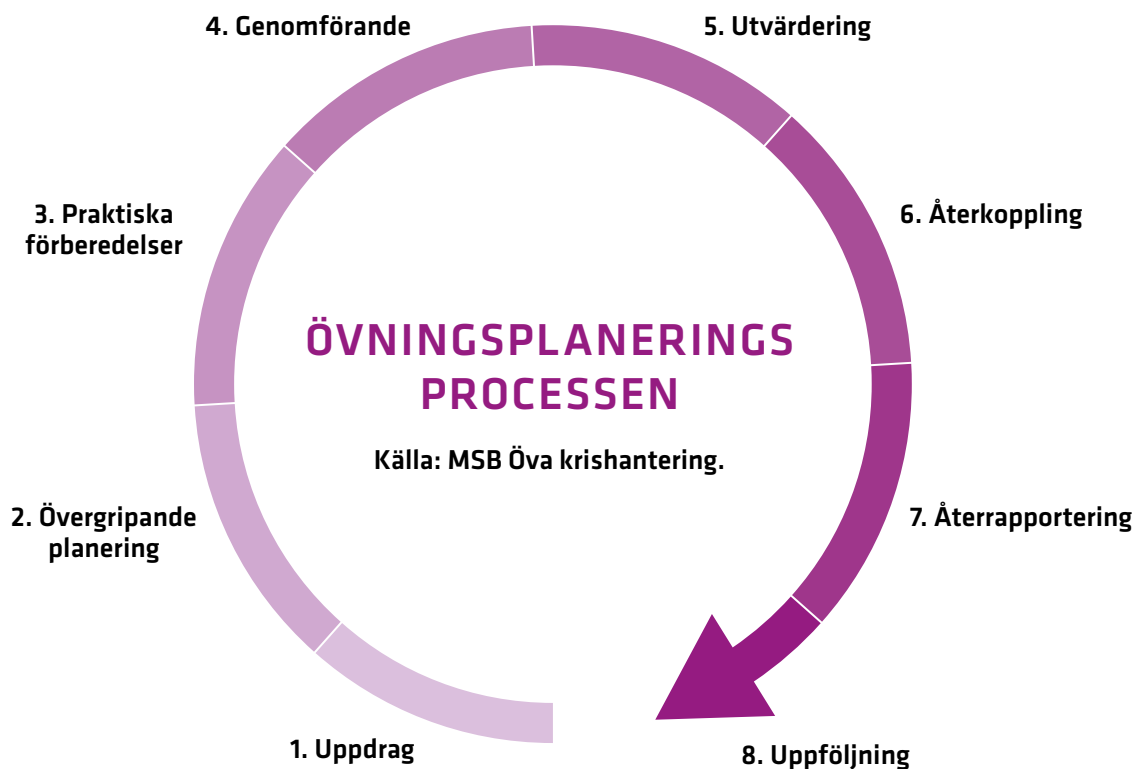 4. Genomförande
5. Utvärdering
3. Praktiska
förberedelser
6. Återkoppling
ÖVNINGSPLANERINGS
PROCESSEN
Källa: MSB Öva krishantering.
2. Övergripande
planering
7. Återrapportering
1. Uppdrag
8. Uppföljning